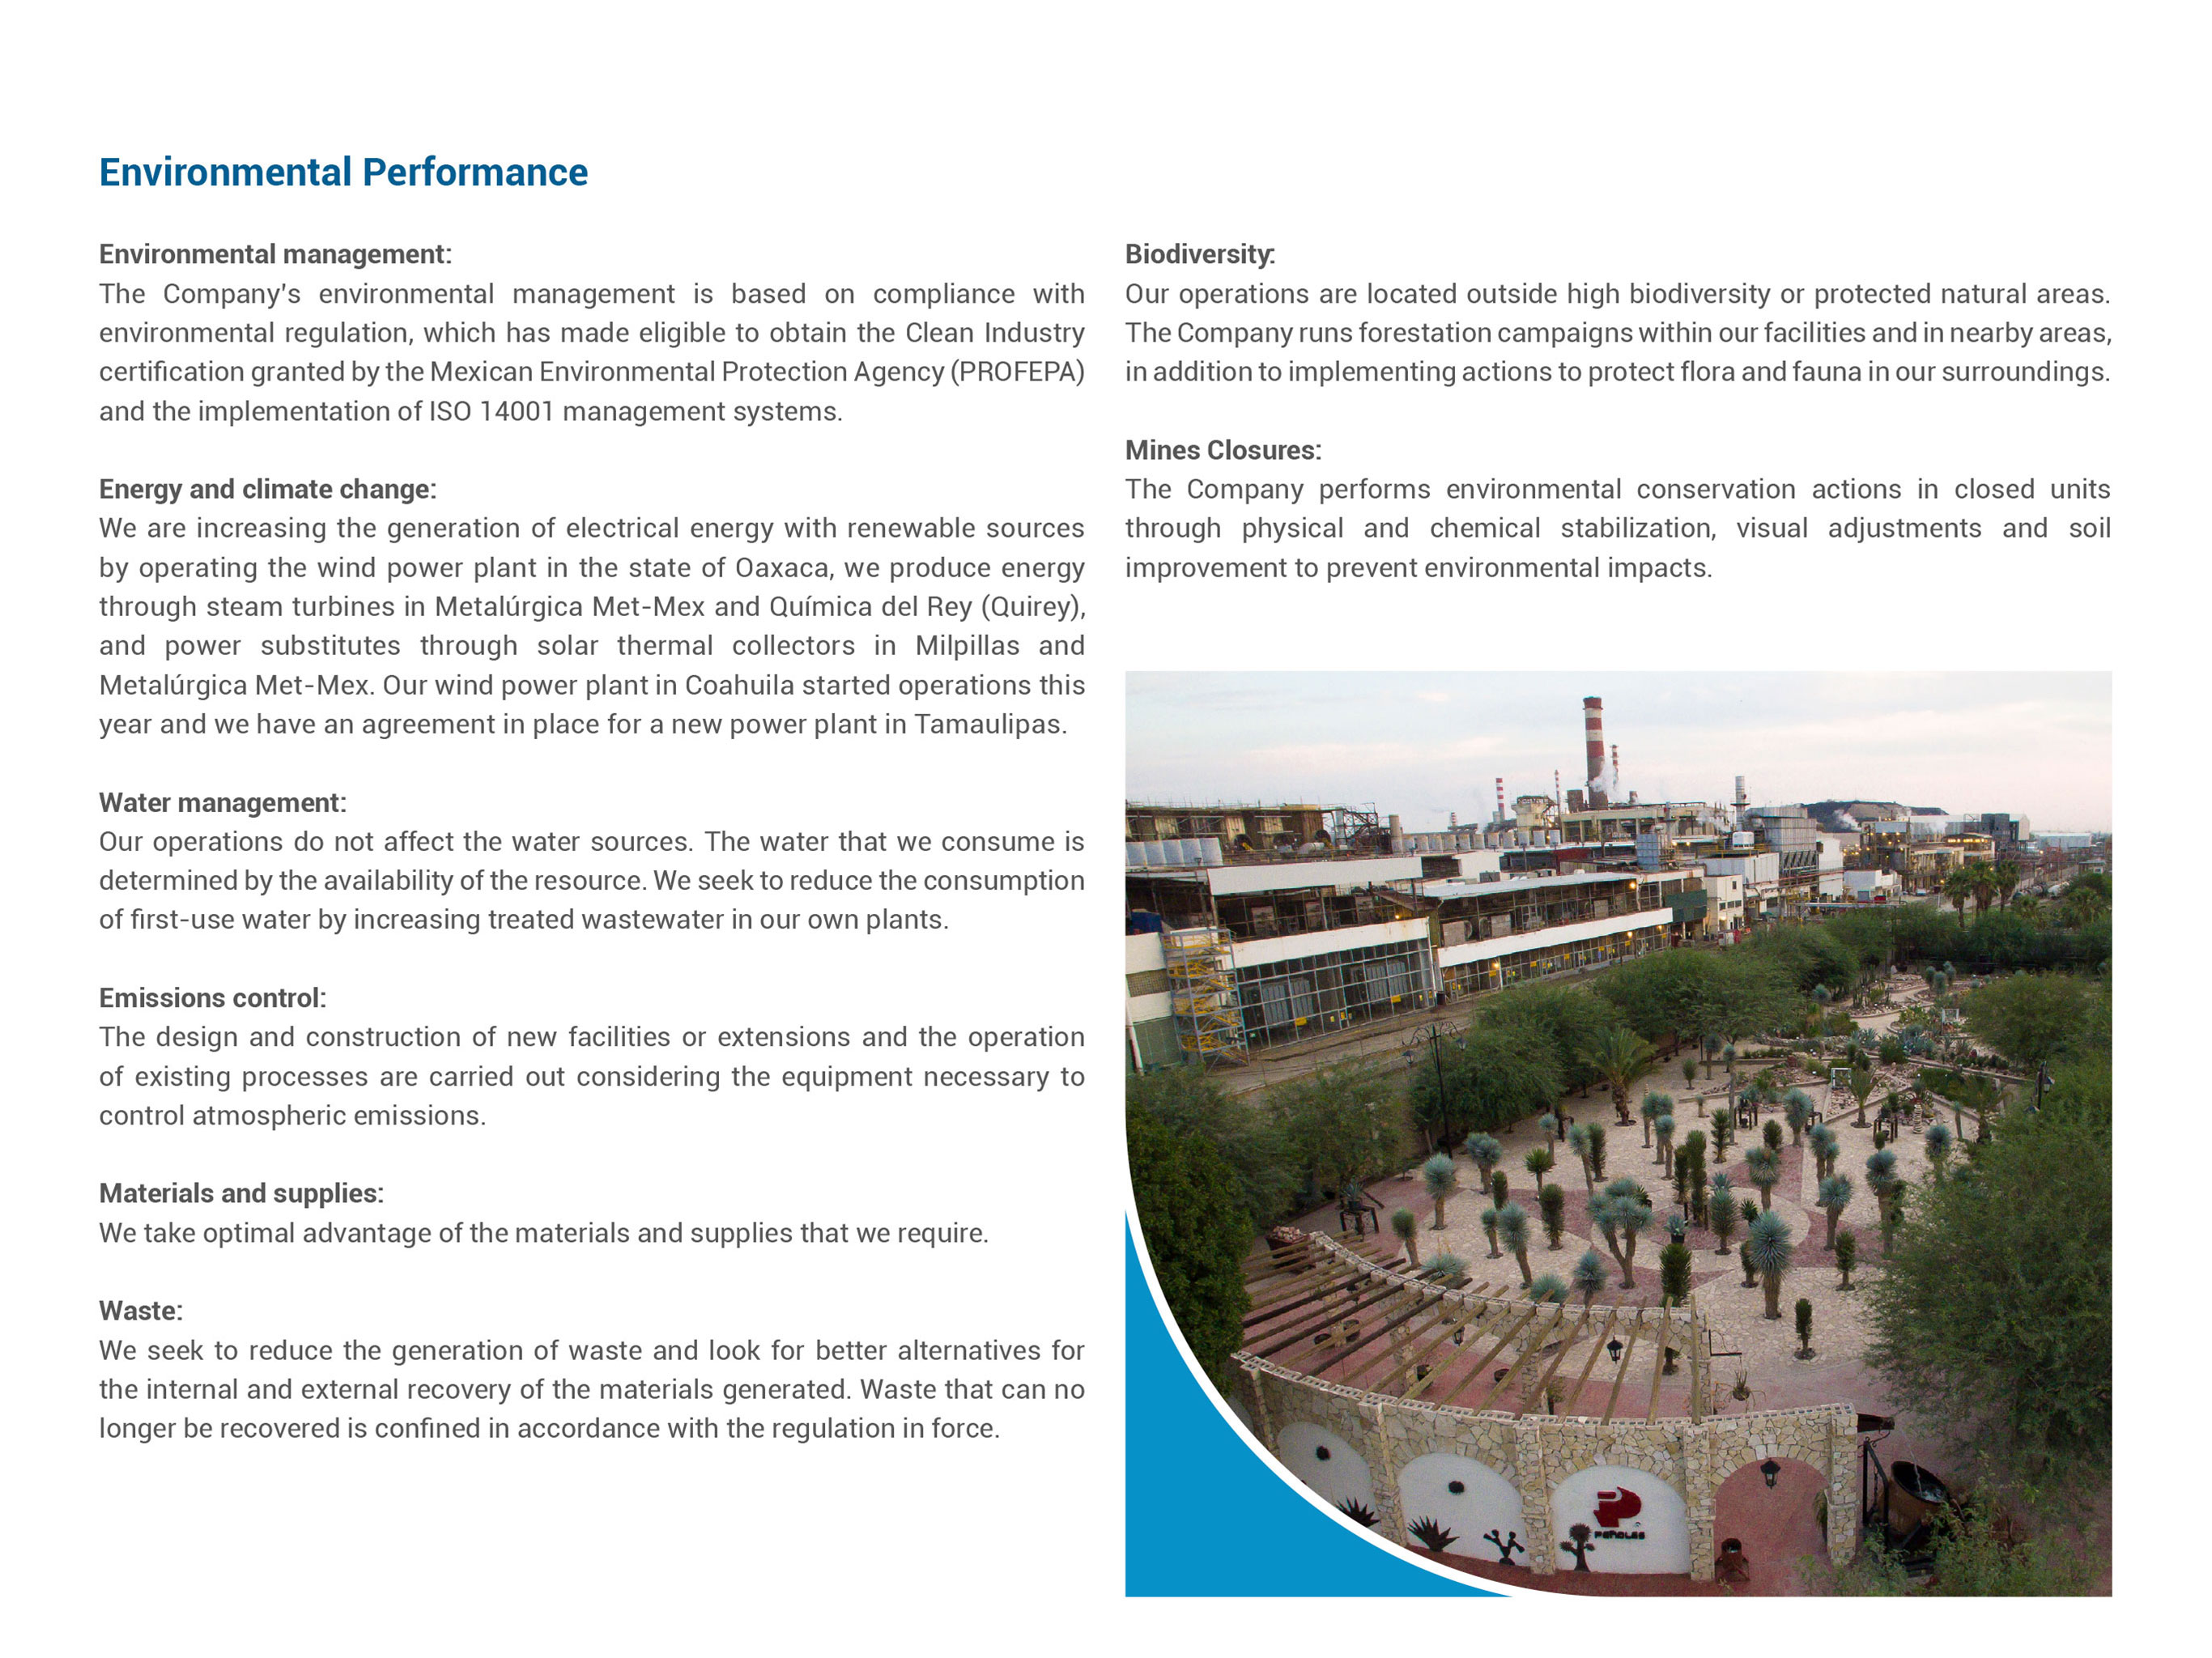 Environmental Performance
Environmental management:
The Company's environmental management is based on compliance with
environmental regulation, which has made eligible to obtain the Clean Industry
certification granted by the Mexican Environmental Protection Agency (PROFEPA)
and the implementation of ISO 14001 management systems.
Energy and climate change:
We are increasing the generation of electrical energy with renewable sources
by operating the wind power plant in the state of Oaxaca, we produce energy
through steam turbines in Metalúrgica Met-Mex and Química del Rey (Quirey),
and power substitutes through solar thermal collectors in Milpillas and
Metalúrgica Met-Mex. Our wind power plant in Coahuila started operations this
year and we have an agreement in place for a new power plant in Tamaulipas.
Water management:
Our operations do not affect the water sources. The water that we consume is
determined by the availability of the resource. We seek to reduce the consumption
of first-use water by increasing treated wastewater in our own plants.
Emissions control:
The design and construction of new facilities or extensions and the operation
of existing processes are carried out considering the equipment necessary to
control atmospheric emissions.
Materials and supplies:
We take optimal advantage of the materials and supplies that we require.
Waste:
We seek to reduce the generation of waste and look for better alternatives for
the internal and external recovery of the materials generated. Waste that can no
longer be recovered is confined in accordance with the regulation in force.
Biodiversity:
Our operations are located outside high biodiversity or protected natural areas.
The Company runs forestation campaigns within our facilities and in nearby areas,
in addition to implementing actions to protect flora and fauna in our surroundings.
Mines Closures:
The Company performs environmental conservation actions in closed units
through physical and chemical stabilization, visual adjustments and soil
improvement to prevent environmental impacts.
PEÑOLES